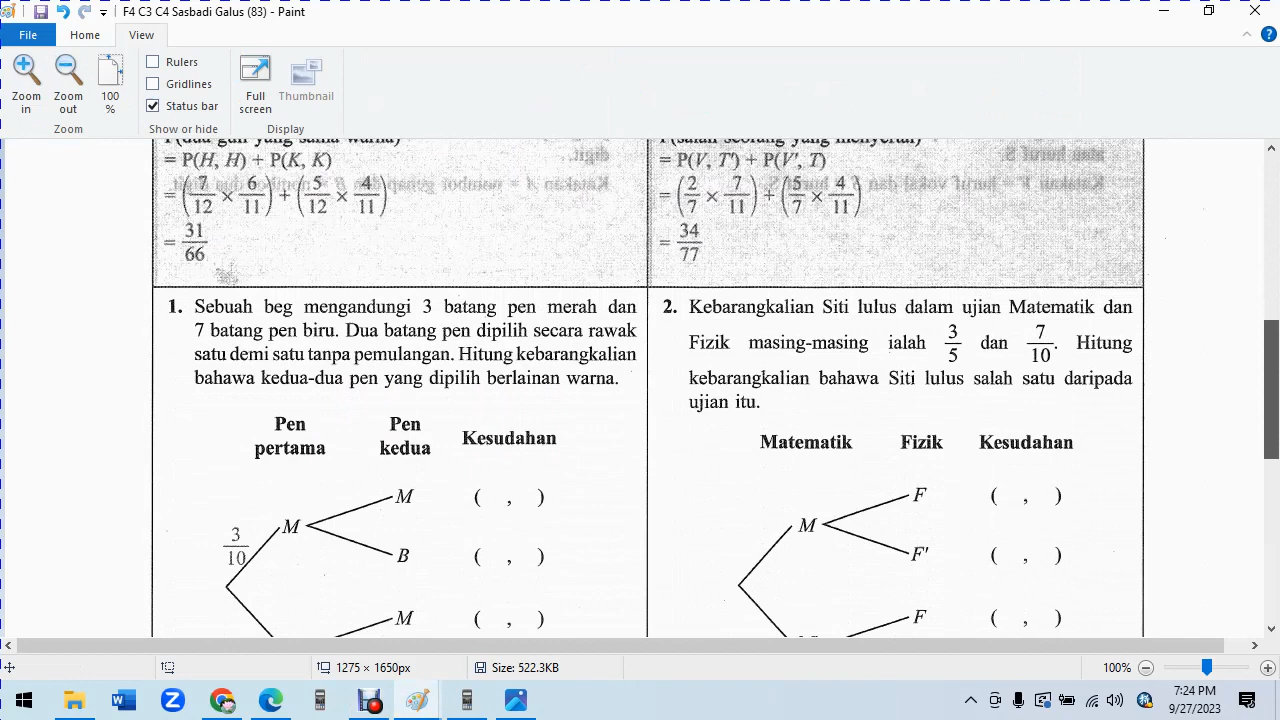 F4 C3 C4 Sasbadi Galus (83) - Paint
File Home View
Zoom in
Zoom out
100 %
Zoom
Rulers
Gridlines
Status bar
Show or hide
Full screen
Thumbnail
Display
= P(H, H) + P(K, K)
= (7/12 × 6/11) + (5/12 × 4/11)
= 31/66
P(salah seorang yang menyertai)
= P(V, T') + P(V', T)
= (2/7 × 7/11) + (5/7 × 4/11)
= 34/77
1. Sebuah beg mengandungi 3 batang pen merah dan
7 batang pen biru. Dua batang pen dipilih secara rawak
satu demi satu tanpa pemulangan. Hitung kebarangkalian
bahawa kedua-dua pen yang dipilih berlainan warna.
Pen pertama
Pen kedua
Kesudahan
M ( , )
3/10 M
B ( , )
M ( , )
2. Kebarangkalian Siti lulus dalam ujian Matematik dan
Fizik masing-masing ialah 3/5 dan 7/10. Hitung
kebarangkalian bahawa Siti lulus salah satu daripada
ujian itu.
Matematik Fizik Kesudahan
F ( , )
M
F' ( , )
F ( , )
1275 × 1650px
Size: 522.3KB
100%
7:24 PM
9/27/2023